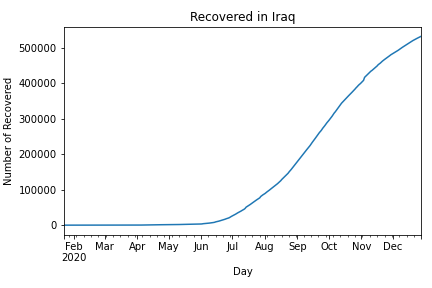 Recovered in Iraq
Number of Recovered
500000
400000
300000
200000
100000
0
Feb Mar Apr May Jun Jul Aug Sep Oct Nov Dec
2020
Day